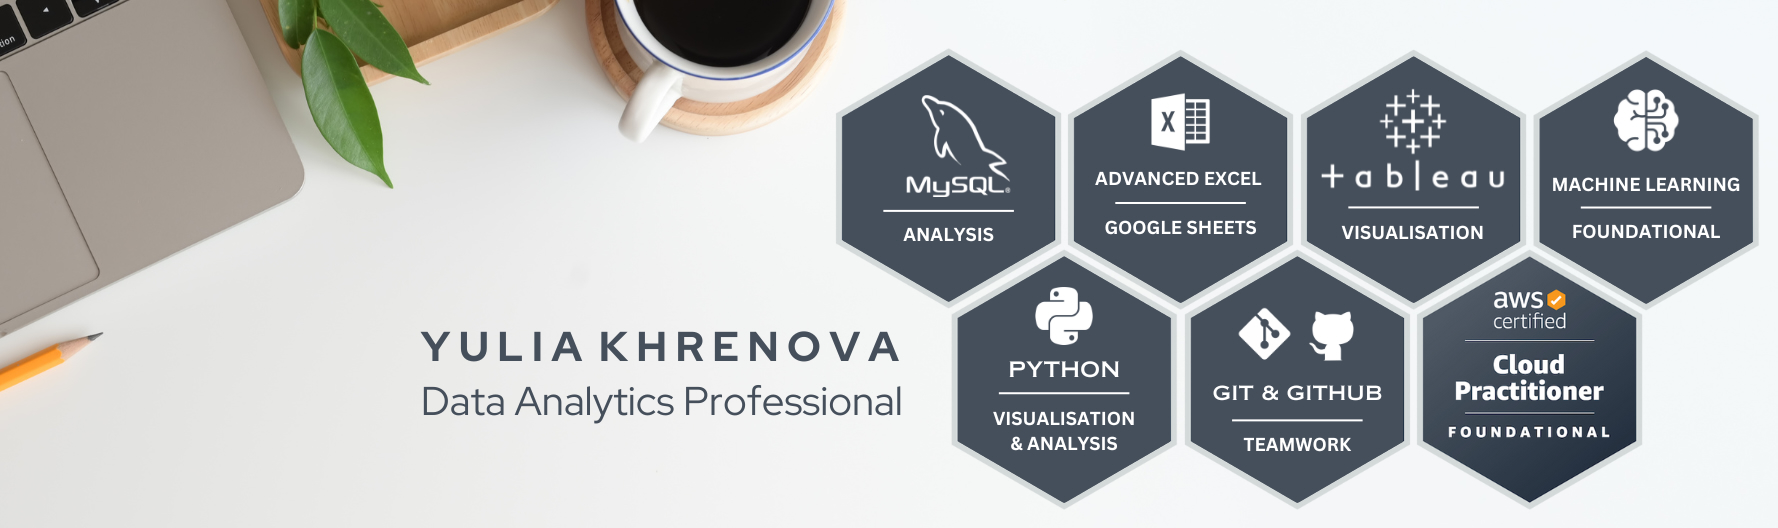 tion
MySQL®
ANALYSIS
X
ADVANCED EXCEL
GOOGLE SHEETS
+ableau
VISUALISATION
MACHINE LEARNING
FOUNDATIONAL
YULIA KHRENOVA
Data Analytics Professional
PYTHON
VISUALISATION
& ANALYSIS
GIT & GITHUB
TEAMWORK
aws
certified
Cloud
Practitioner
FOUNDATIONAL